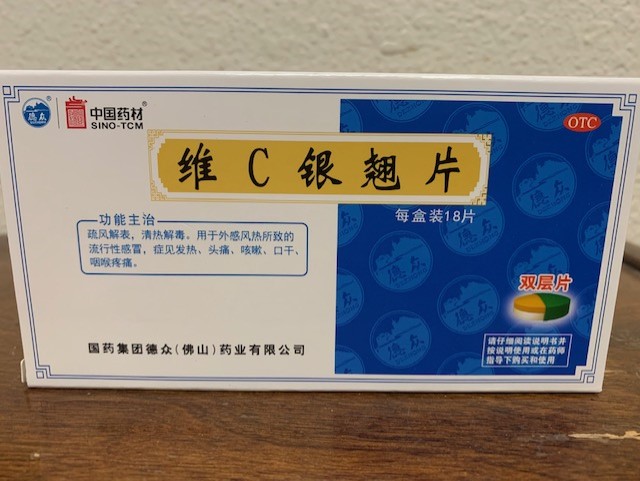 德众®
中国药材®
SINO-TCM
OTC
维C银翘片
每盒装18片
功能主治
疏风解表，清热解毒。用于外感风热所致的
流行性感冒，症见发热、头痛、咳嗽、口干、
咽喉疼痛。
双层片
请仔细阅读说明书并
按说明使用或在药师
指导下购买和使用
国药集团德众(佛山)药业有限公司